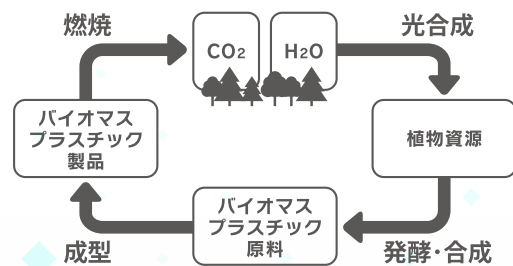 燃焼
CO2
H2O
光合成
バイオマス
プラスチック
製品
植物資源
バイオマス
プラスチック
原料
成型
発酵・合成